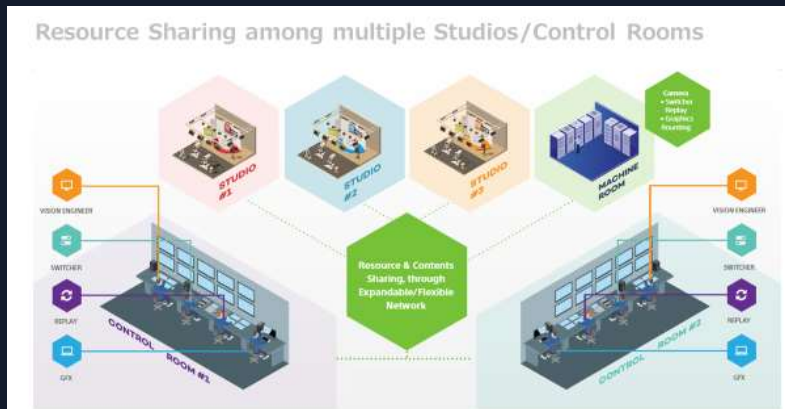 Resource Sharing among multiple Studios/Control Rooms
STUDIO
#1
STUDIO
#2
STUDIO
#3
MACHINE
ROOM
Camera
• Switcher
Replay
• Graphics
Routing
VISION ENGINEER
SWITCHER
REPLAY
GFX
CONTROL ROOM #1
Resource & Contents
Sharing, through
Expandable/Flexible
Network
VISION ENGINEER
SWITCHER
REPLAY
GFX
CONTROL ROOM #2